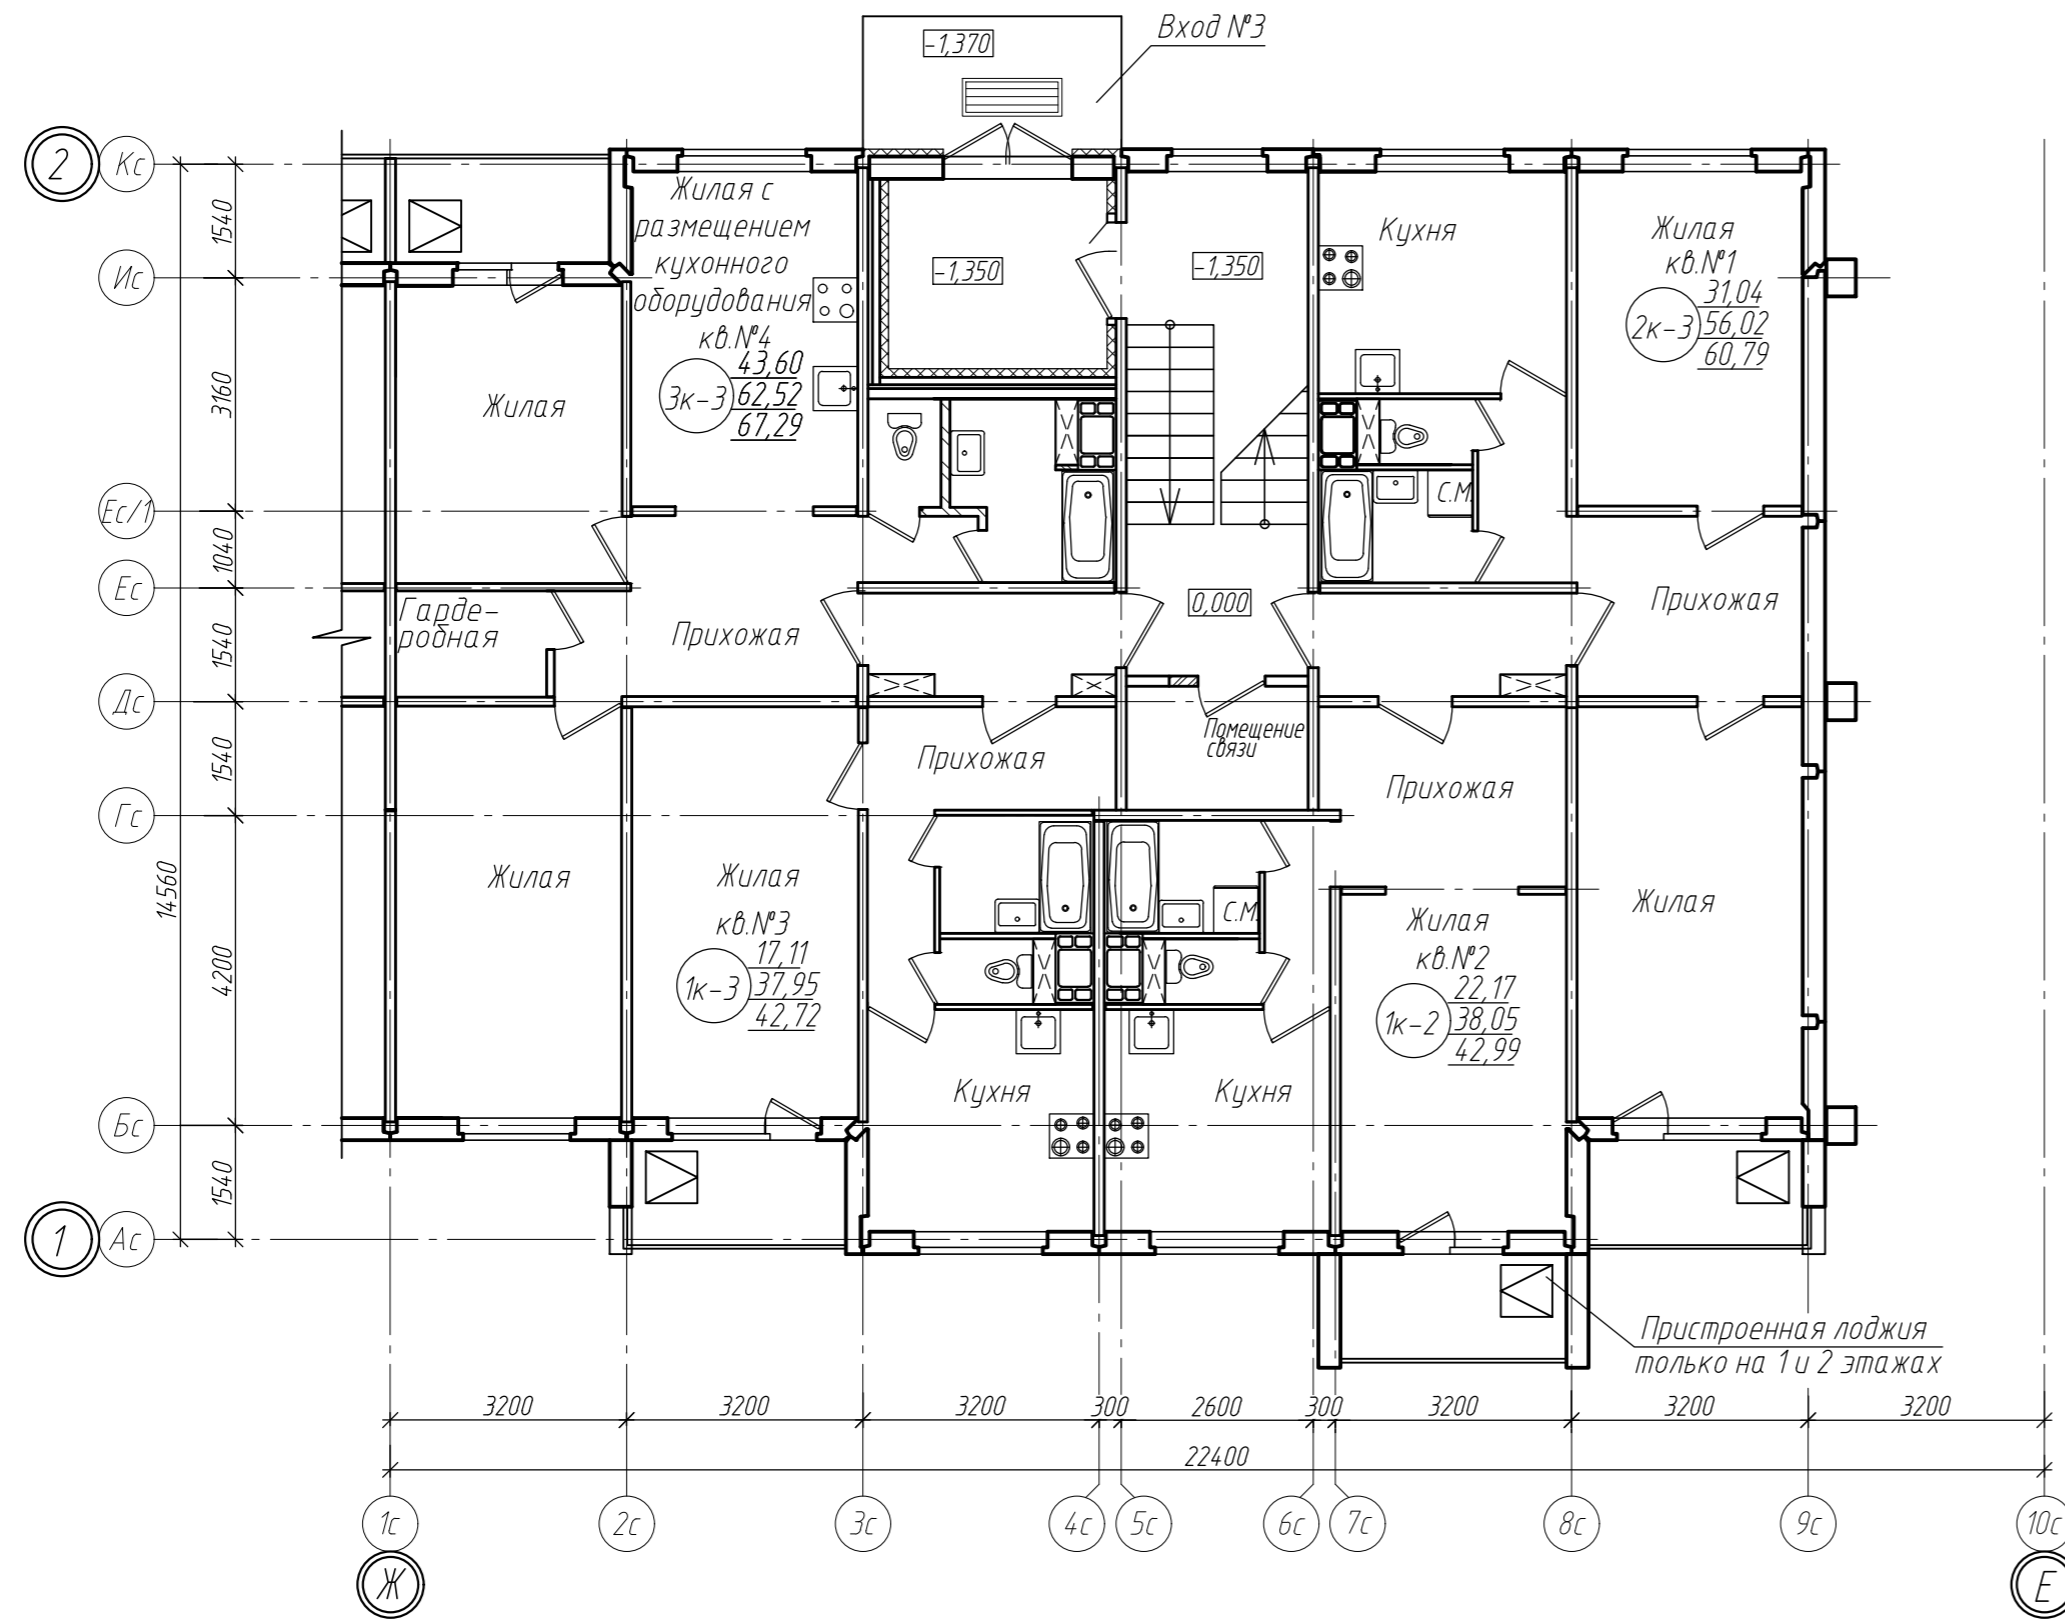 Вход №3
-1,370
2
Кс
Ис
Ес/1
Ес
Дс
Гс
Бс
1
Ас
1540
3160
1040
1540
1540
4200
1540
14560
Жилая с
размещением
кухонного
оборудования
кв.№4
3к-3
43,60
62,52
67,29
-1,350
-1,350
Кухня
Жилая
кв.№1
2к-3
31,04
56,02
60,79
Жилая
С.М.
Гарде-
робная
Прихожая
0,000
Прихожая
Помещение
связи
Прихожая
Прихожая
Жилая
Жилая
кв.№3
1к-3
17,11
37,95
42,72
С.М.
Жилая
кв.№2
1к-2
22,17
38,05
42,99
Жилая
Кухня
Кухня
Пристроенная лоджия
только на 1 и 2 этажах
3200
3200
3200
300
2600
300
3200
3200
3200
22400
1с
2с
3с
4с
5с
6с
7с
8с
9с
10с
Ж
Е